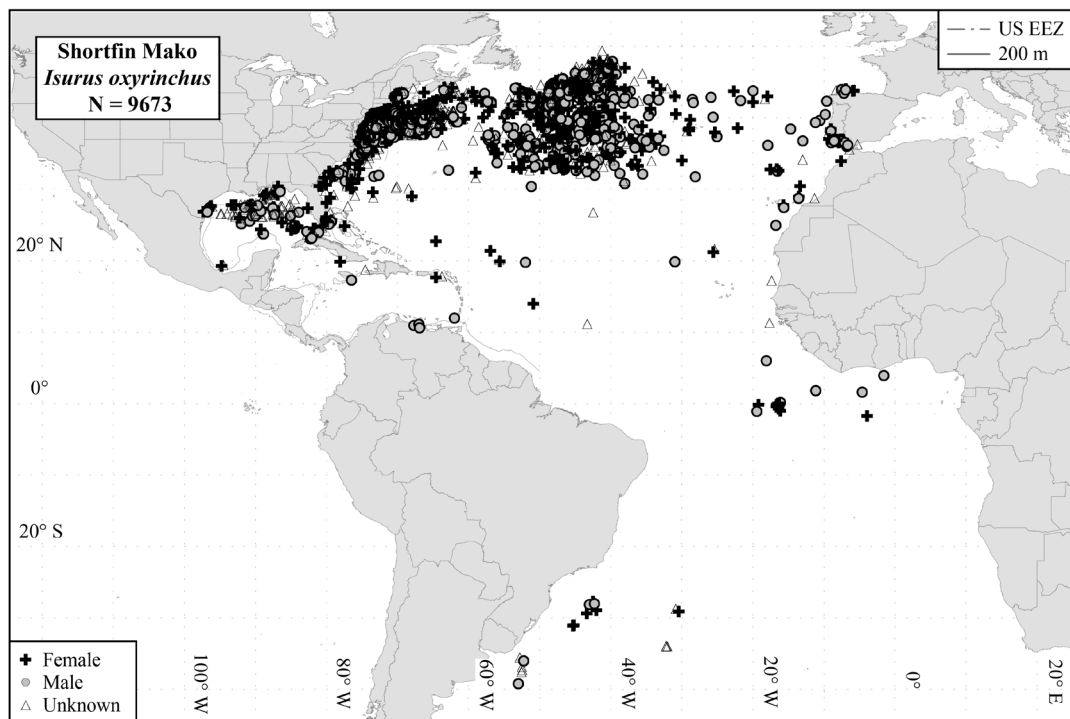 Shortfin Mako
Isurus oxyrinchus
N = 9673
US EEZ
200 m
20° N
0°
20° S
Female
Male
Unknown
100° W
80° W
60° W
40° W
20° W
0°
20° E